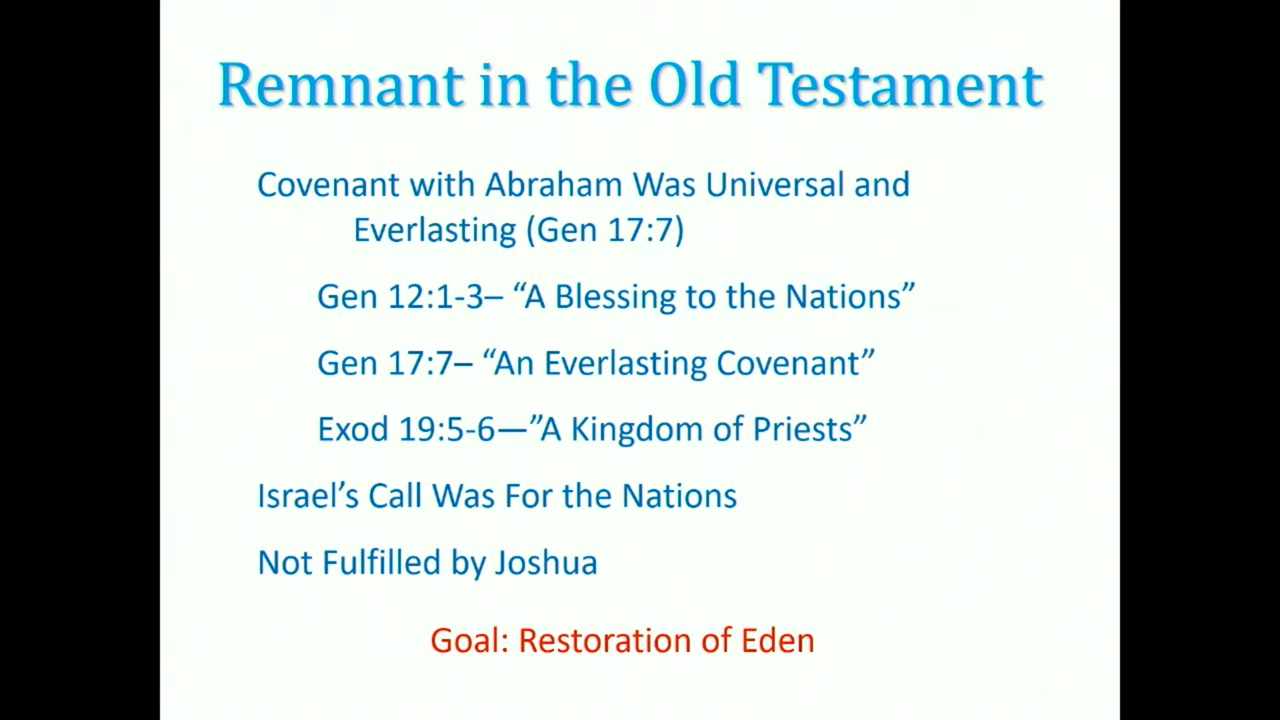 Remnant in the Old Testament
Covenant with Abraham Was Universal and
Everlasting (Gen 17:7)
Gen 12:1-3– “A Blessing to the Nations”
Gen 17:7– “An Everlasting Covenant”
Exod 19:5-6—”A Kingdom of Priests”
Israel’s Call Was For the Nations
Not Fulfilled by Joshua
Goal: Restoration of Eden